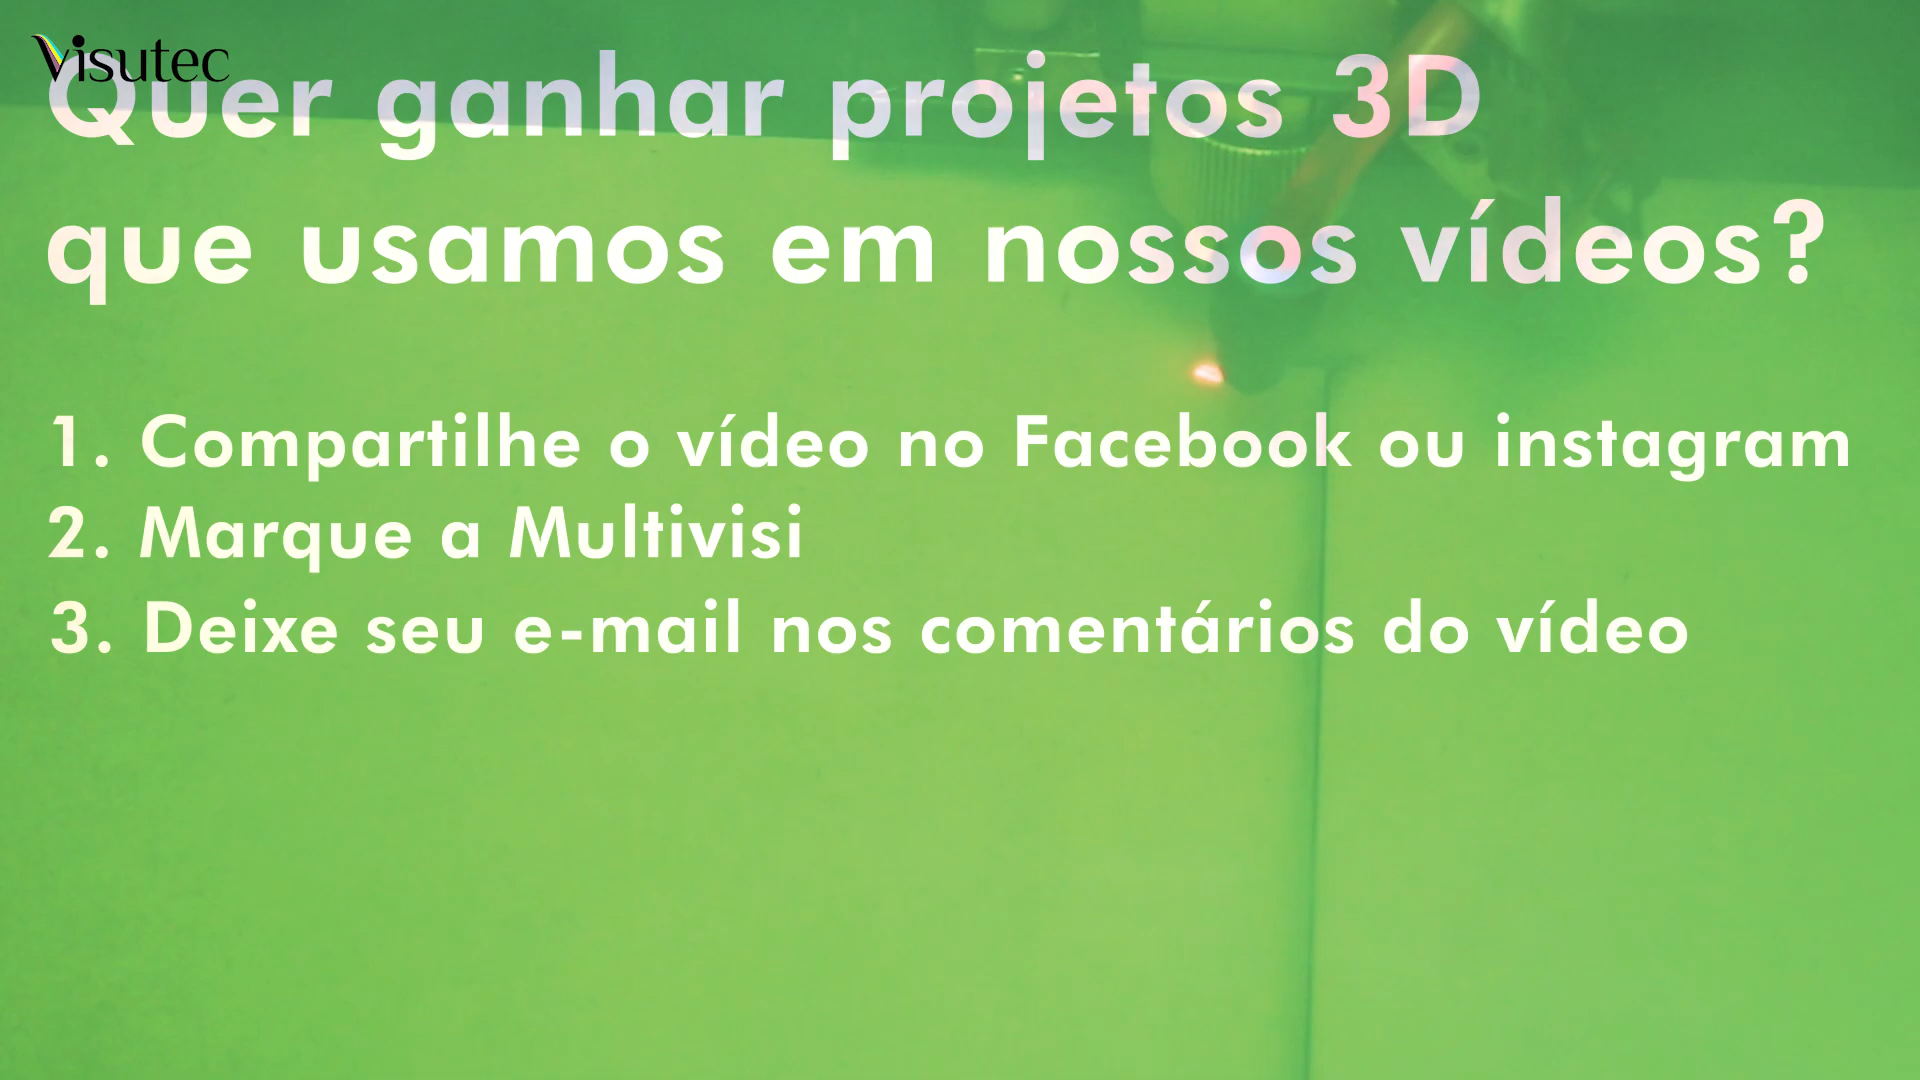 Visutec
Quer ganhar projetos 3D
que usamos em nossos vídeos?
1. Compartilhe o vídeo no Facebook ou instagram
2. Marque a Multivisi
3. Deixe seu e-mail nos comentários do vídeo